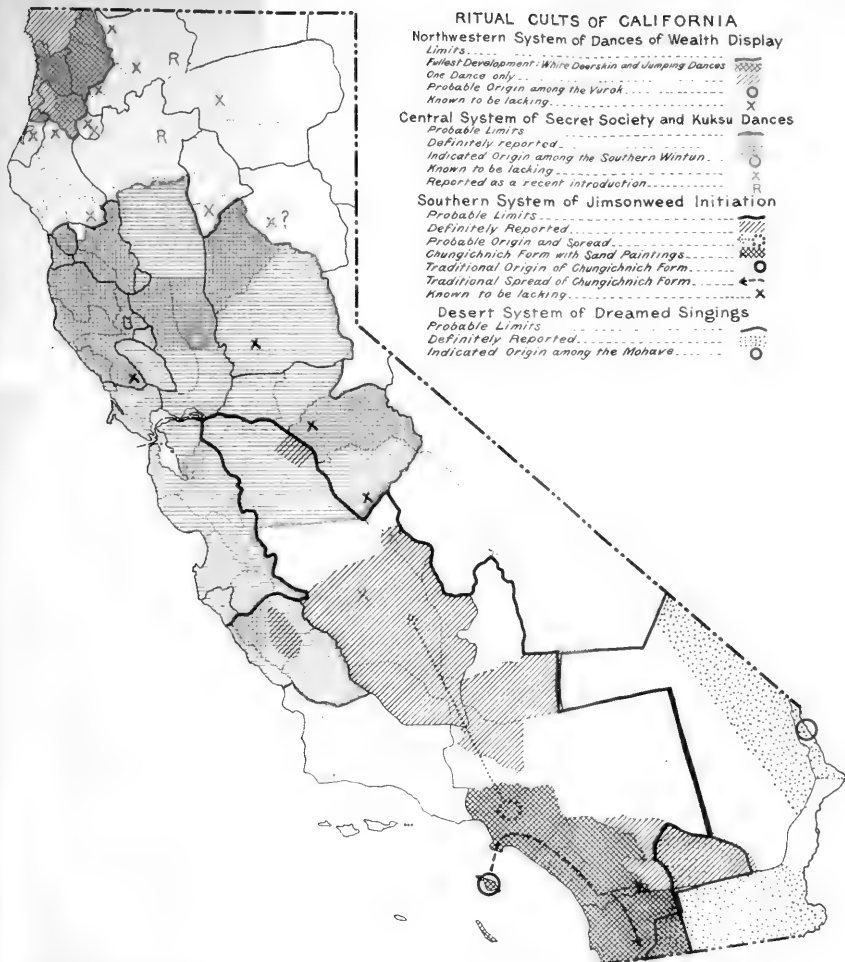 RITUAL CULTS OF CALIFORNIA
Northwestern System of Dances of Wealth Display
Limits
Fullest Development: White Deerskin and Jumping Dances
One Dance only
Probable Origin among the Yurok O
Known to be lacking X
Central System of Secret Society and Kuksu Dances
Probable Limits
Definitely reported
Indicated Origin among the Southern Wintun O
Known to be lacking X
Reported as a recent introduction R
Southern System of Jimsonweed Initiation
Probable Limits
Definitely Reported
Probable Origin and Spread
Chungichnich Form with Sand Paintings
Traditional Origin of Chungichnich Form O
Traditional Spread of Chungichnich Form
Known to be lacking X
Desert System of Dreamed Singings
Probable Limits
Definitely Reported
Indicated Origin among the Mohave O
X
R
X
X
X
X
X
R
X
X
X
X
X
X?
X
X
X
X
X
X
X